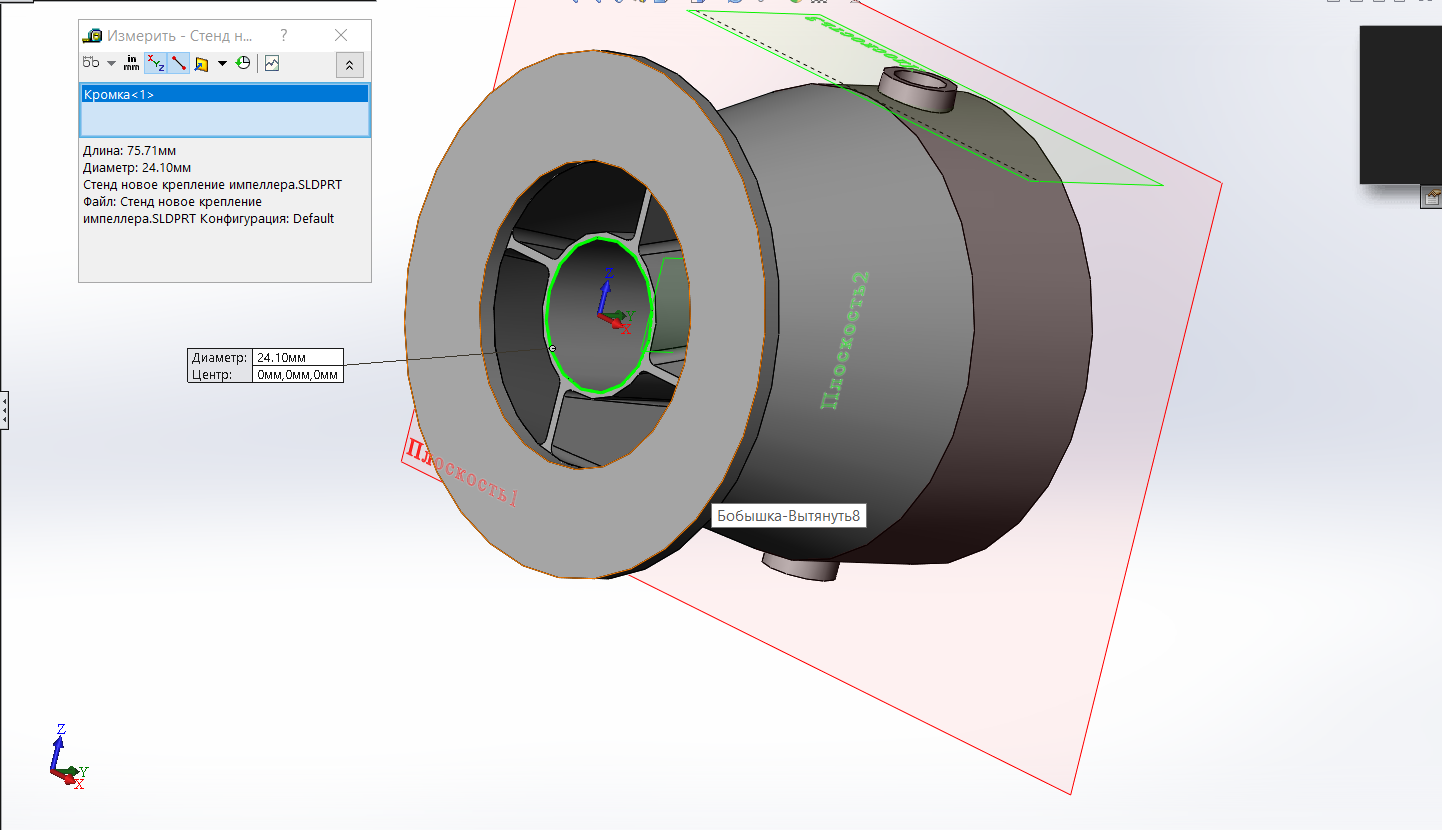 Измерить - Стенд н...
?
in
mm
XYZ
Кромка<1>
Длина: 75.71мм
Диаметр: 24.10мм
Стенд новое крепление импеллера.SLDPRT
Файл: Стенд новое крепление
импеллера.SLDPRT Конфигурация: Default
Z
Y
X
Плоскость2
Диаметр: 24.10мм
Центр: 0мм,0мм,0мм
Плоскость1
Бобышка-Вытянуть8
Z
Y
X